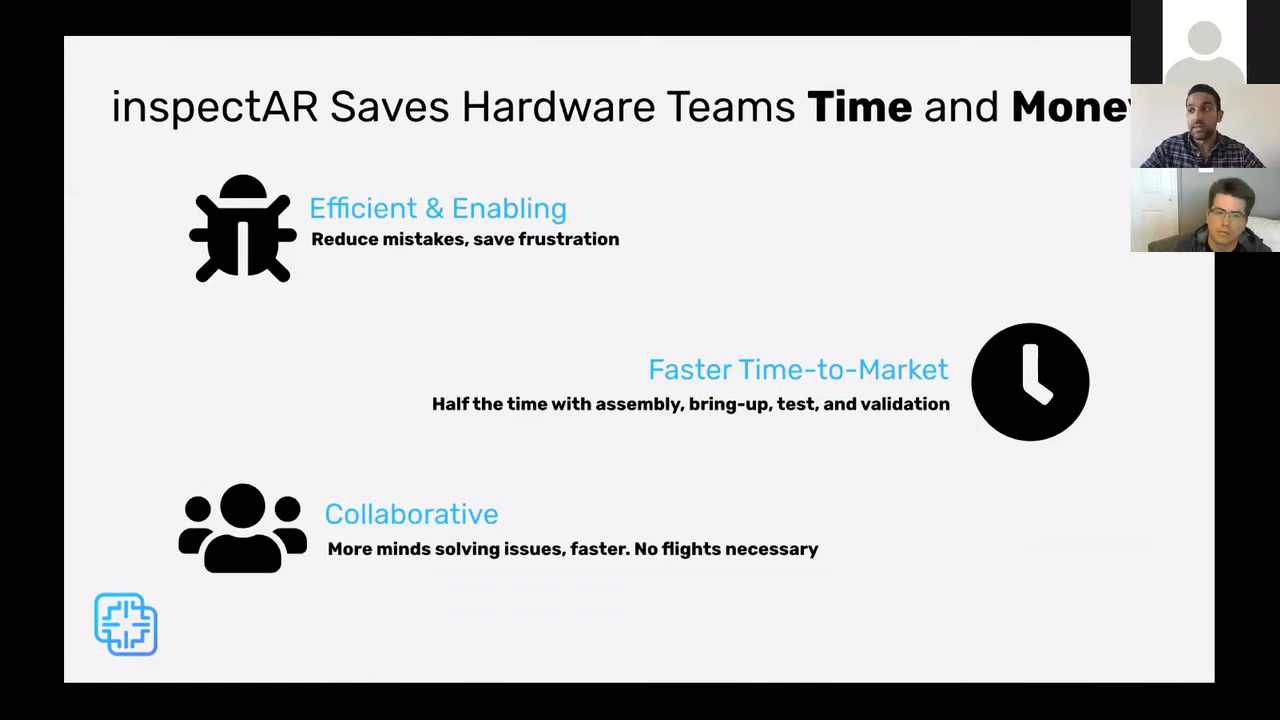 inspectAR Saves Hardware Teams Time and Money
Efficient & Enabling
Reduce mistakes, save frustration
Faster Time-to-Market
Half the time with assembly, bring-up, test, and validation
Collaborative
More minds solving issues, faster. No flights necessary